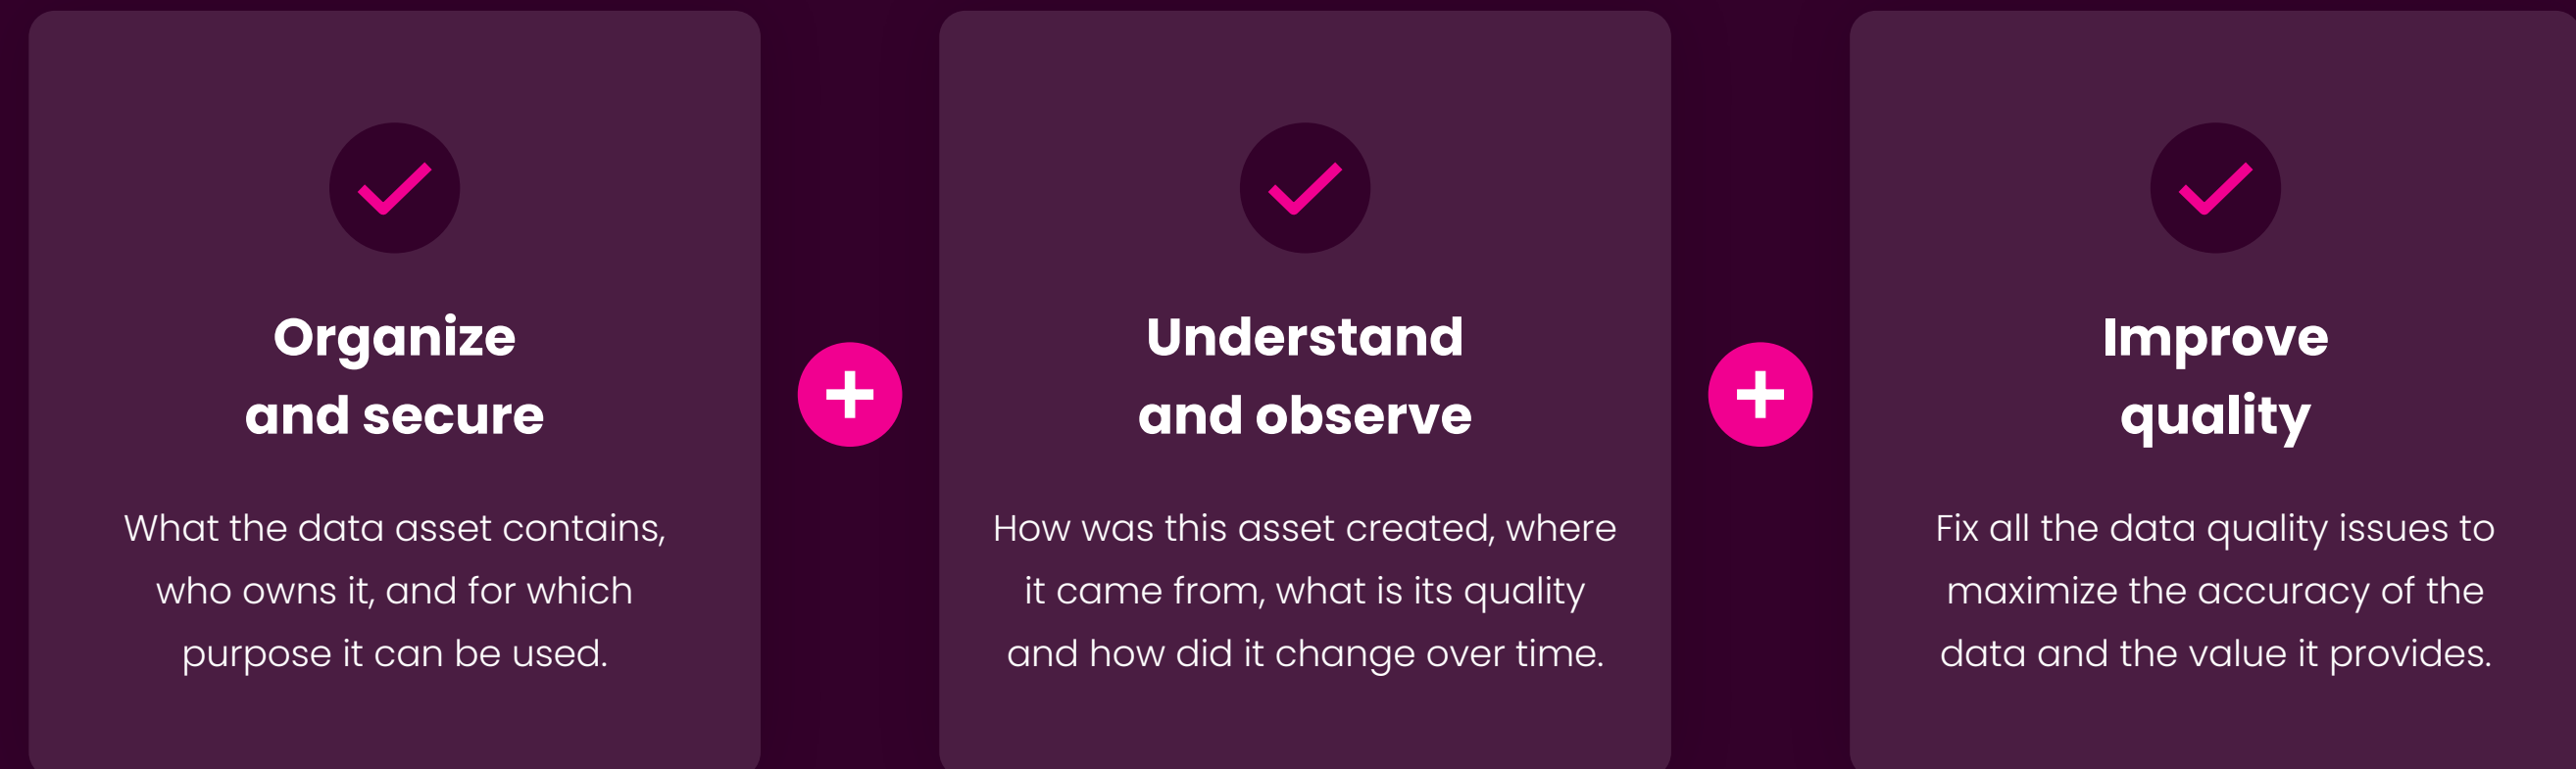 Organize
and secure
What the data asset contains,
who owns it, and for which
purpose it can be used.
+
Understand
and observe
How was this asset created, where
it came from, what is its quality
and how did it change over time.
+
Improve
quality
Fix all the data quality issues to
maximize the accuracy of the
data and the value it provides.